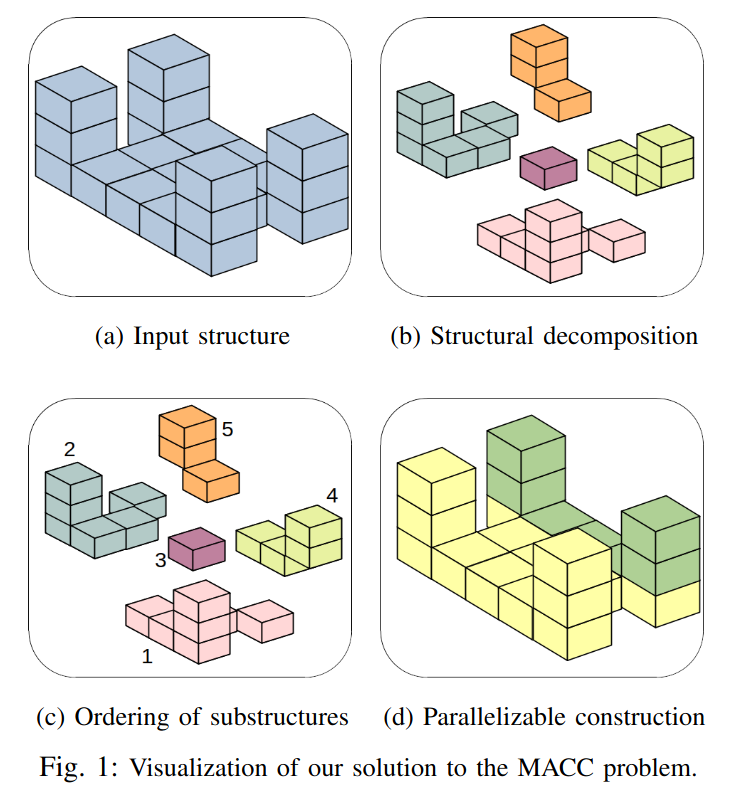 (a) Input structure
(b) Structural decomposition
5
2
4
3
1
(c) Ordering of substructures
(d) Parallelizable construction
Fig. 1: Visualization of our solution to the MACC problem.